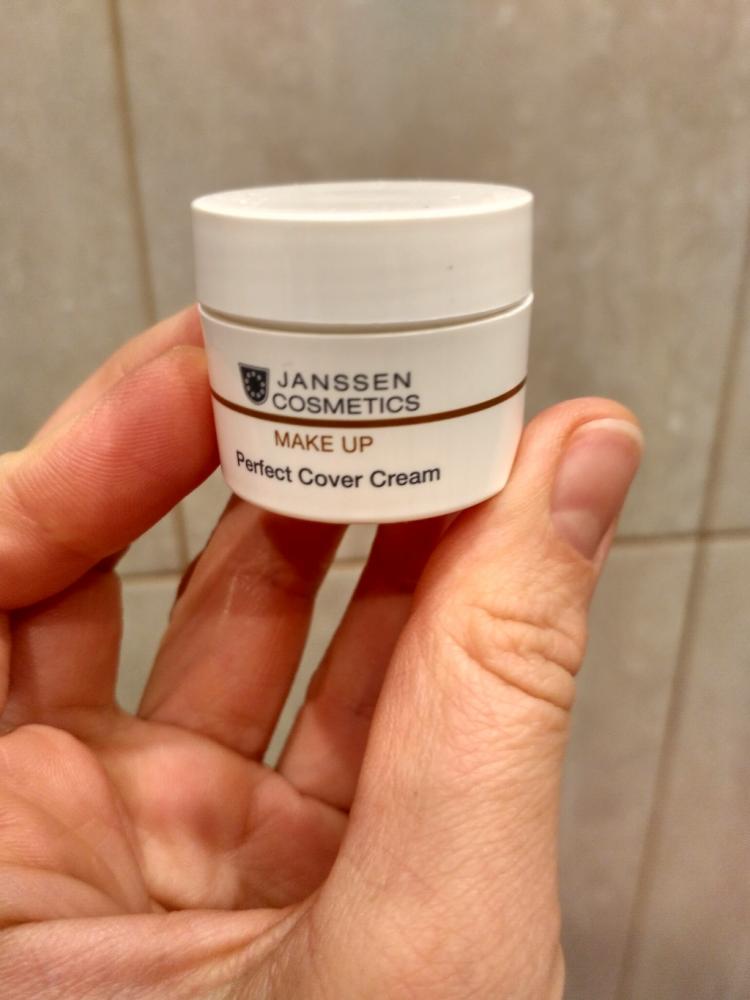 JANSSEN
COSMETICS
MAKE UP
Perfect Cover Cream